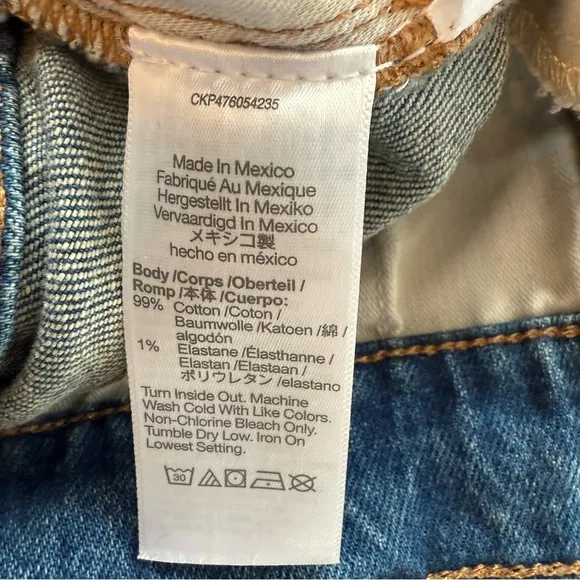 CKP476054235
Made In Mexico
Fabriqué Au Mexique
Hergestellt In Mexiko
Vervaardigd In Mexico
メキシコ製
hecho en méxico
Body /Corps /Oberteil /
Romp /本体 /Cuerpo:
99% Cotton /Coton /
Baumwolle /Katoen /綿 /
algodón
1% Elastane /Élasthanne /
Elastan /Elastaan /
ポリウレタン /elastano
Turn Inside Out. Machine
Wash Cold With Like Colors.
Non-Chlorine Bleach Only.
Tumble Dry Low. Iron On
Lowest Setting.
30